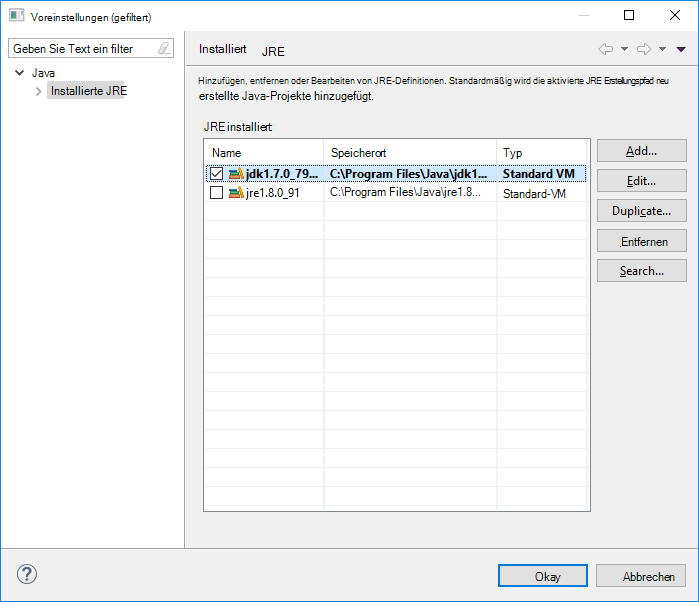 Voreinstellungen (gefiltert)
Geben Sie Text ein filter
Java
Installierte JRE
Installiert JRE
Hinzufügen, entfernen oder Bearbeiten von JRE-Definitionen. Standardmäßig wird die aktivierte JRE Erstellungspfad neu
erstellte Java-Projekte hinzugefügt.
JRE installiert
Name Speicherort Typ
jdk1.7.0_79... C:\Program Files\Java\jdk1... Standard VM
jre1.8.0_91 C:\Program Files\Java\jre1.8... Standard-VM
Add...
Edit...
Duplicate...
Entfernen
Search...
Okay Abbrechen